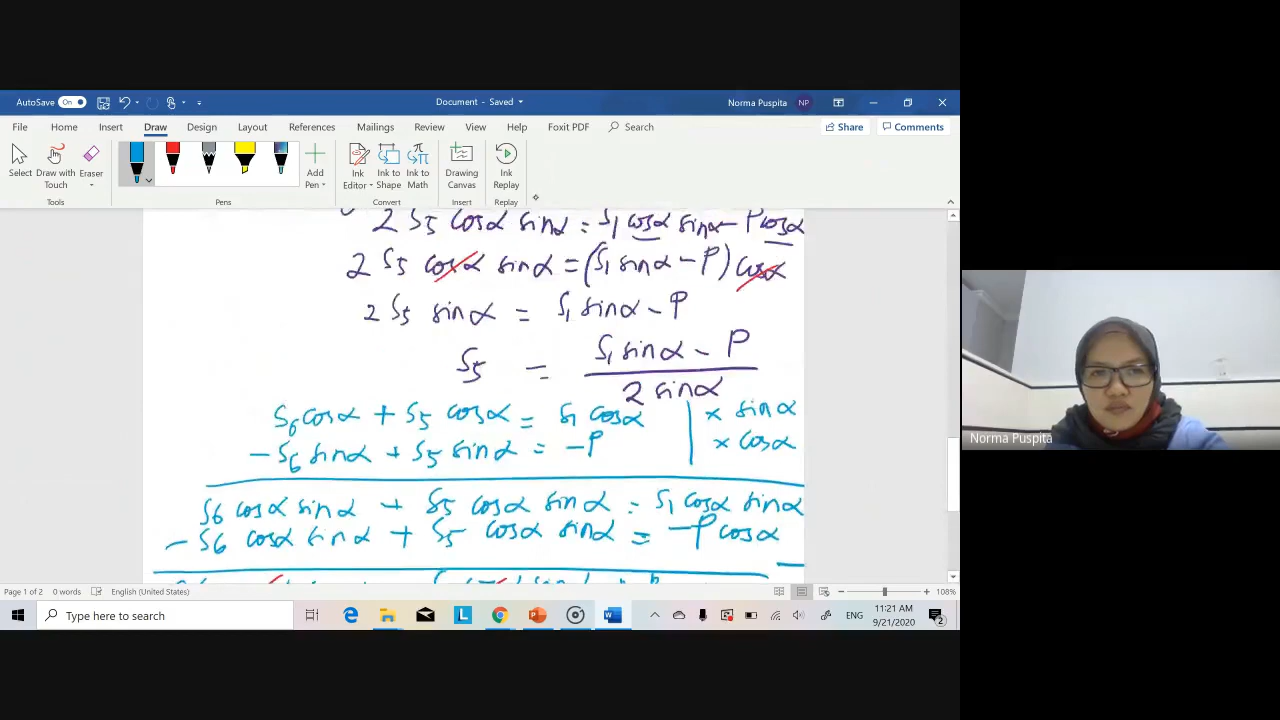 AutoSave On Document - Saved Norma Puspita NP
File Home Insert Draw Design Layout References Mailings Review View Help Foxit PDF Search Share Comments
Select Draw with Touch Eraser Add Pen Ink Editor Ink to Shape Ink to Math Drawing Canvas Ink Replay
Tools Pens Convert Insert Replay
2 S5 cosα sinα = S1 cosα sinα - P cosα
2 S5 cosα sinα = (S1 sinα - P) cosα
2 S5 sinα = S1 sinα - P
S5 = S1 sinα - P
2 sinα
S6 cosα + S5 cosα = S1 cosα | x sinα
- S6 sinα + S5 sinα = -P | x cosα
S6 cosα sinα + S5 cosα sinα = S1 cosα sinα
- S6 cosα sinα + S5 cosα sinα = -P cosα
Norma Puspita
Page 1 of 2 0 words English (United States) 108%
Type here to search ENG 11:21 AM
9/21/2020 2